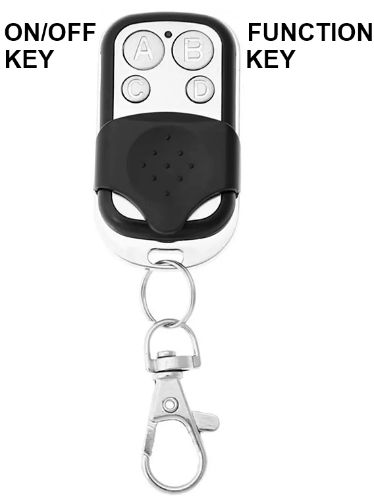 ON/OFF
KEY
FUNCTION
KEY
A B
C D